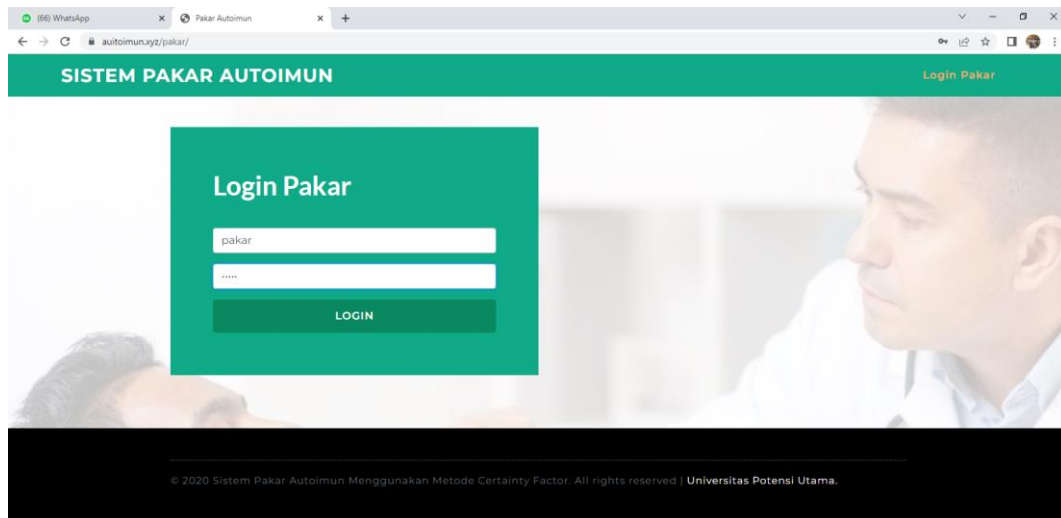 (66) WhatsApp
Pakar Autoimun
auitoimun.xyz/pakar/
SISTEM PAKAR AUTOIMUN
Login Pakar
Login Pakar
pakar
.....
LOGIN
© 2020 Sistem Pakar Autoimun Menggunakan Metode Certainty Factor. All rights reserved | Universitas Potensi Utama.